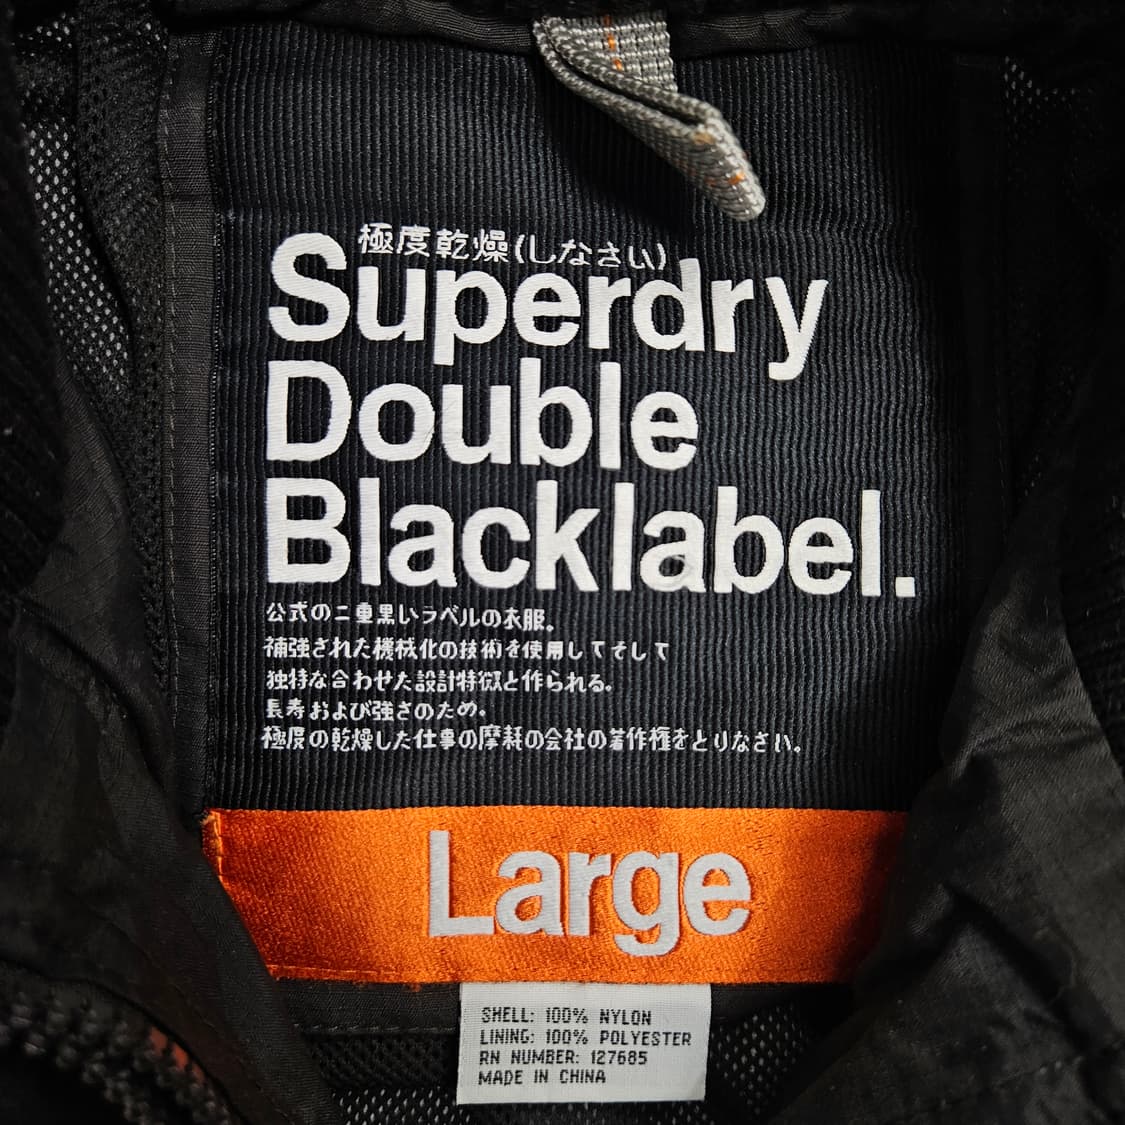 極度乾燥(しなさい)
Superdry
Double
Blacklabel.
公式の二重黒いラベルの衣服。
補強された機械化の技術を使用してそして
独特な合わせた設計特徴と作られる。
長寿および強さのため。
極度の乾燥した仕事の摩耗の会社の著作権をとりなさい。
Large
SHELL: 100% NYLON
LINING: 100% POLYESTER
RN NUMBER: 127685
MADE IN CHINA